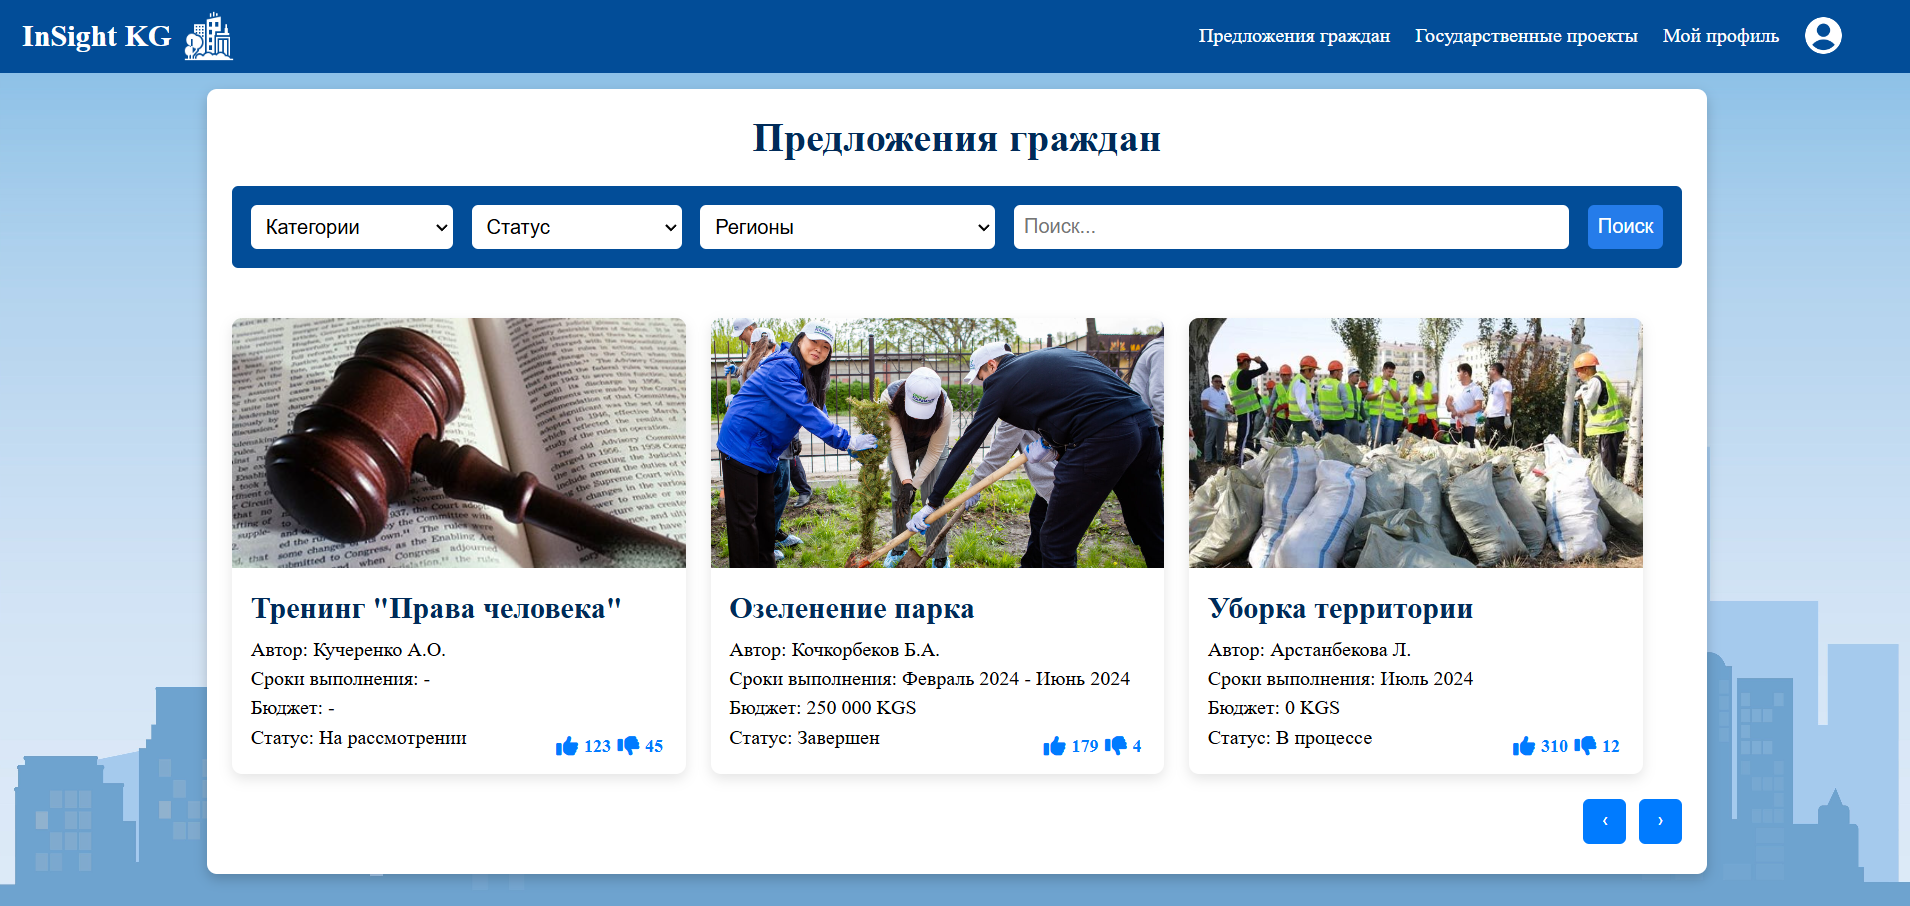 InSight KG
Предложения граждан Государственные проекты Мой профиль
Предложения граждан
Категории Статус Регионы Поиск... Поиск
Тренинг "Права человека"
Автор: Кучеренко А.О.
Сроки выполнения: -
Бюджет: -
Статус: На рассмотрении
123 45
Озеленение парка
Автор: Кочкорбеков Б.А.
Сроки выполнения: Февраль 2024 - Июнь 2024
Бюджет: 250 000 KGS
Статус: Завершен
179 4
Уборка территории
Автор: Арстанбекова Л.
Сроки выполнения: Июль 2024
Бюджет: 0 KGS
Статус: В процессе
310 12
‹ ›